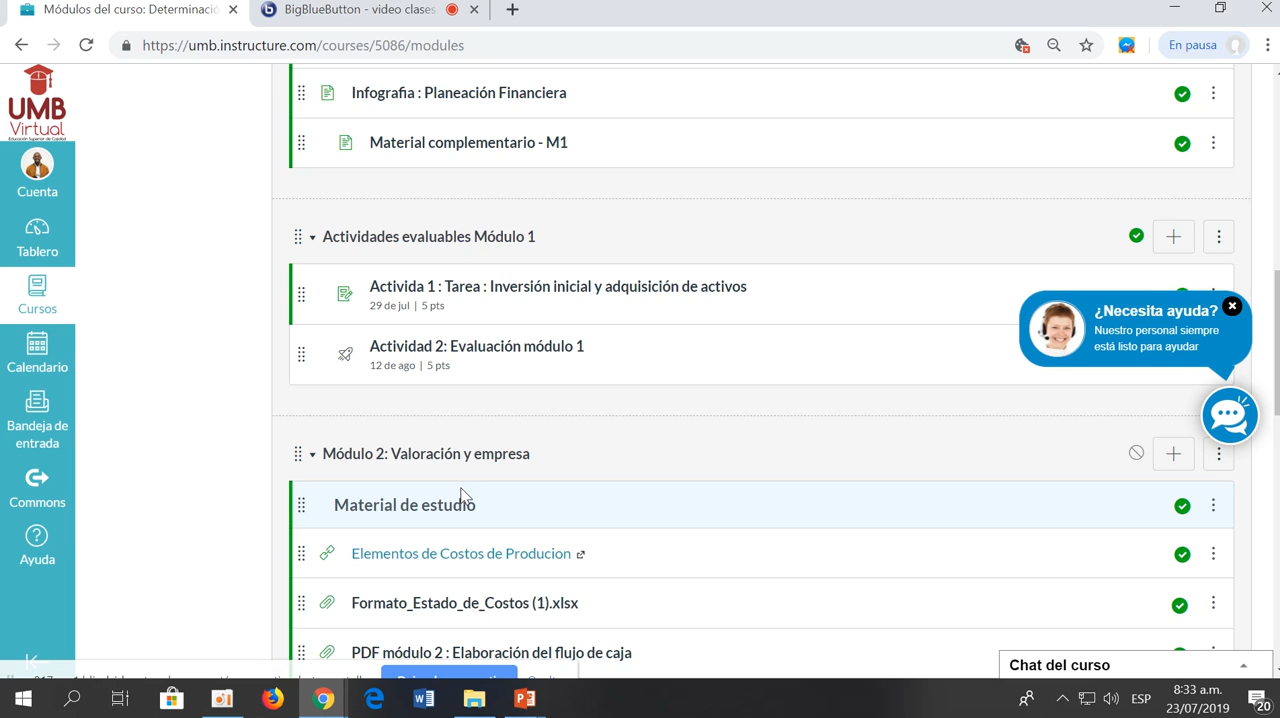 Módulos del curso: Determinació
BigBlueButton - video clases
https://umb.instructure.com/courses/5086/modules
En pausa
UMB
Virtual
Cuenta
Tablero
Cursos
Calendario
Bandeja de
entrada
Commons
Ayuda
Infografia : Planeación Financiera
Material complementario - M1
Actividades evaluables Módulo 1
Activida 1 : Tarea : Inversión inicial y adquisición de activos
29 de jul | 5 pts
Actividad 2: Evaluación módulo 1
12 de ago | 5 pts
¿Necesita ayuda?
Nuestro personal siempre
está listo para ayudar
Módulo 2: Valoración y empresa
Material de estudio
Elementos de Costos de Producion
Formato_Estado_de_Costos (1).xlsx
PDF módulo 2 : Elaboración del flujo de caja
Chat del curso
ESP
8:33 a.m.
23/07/2019
20